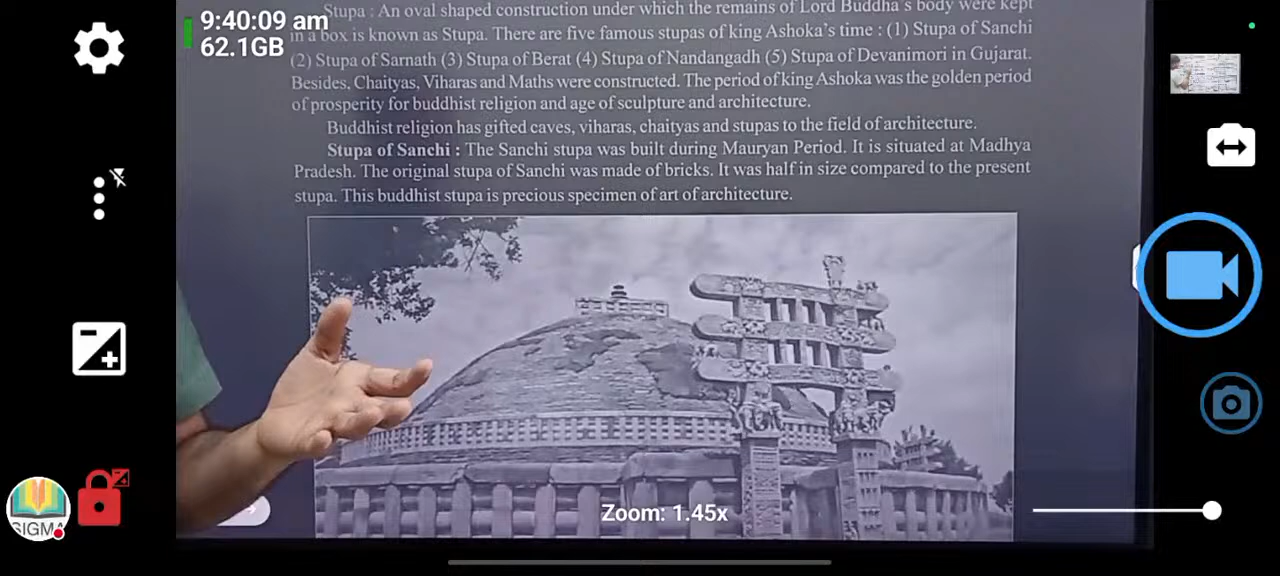 9:40:09 am
62.1GB
Stupa : An oval shaped construction under which the remains of Lord Buddha's body were kept
in a box is known as Stupa. There are five famous stupas of king Ashoka's time : (1) Stupa of Sanchi
(2) Stupa of Sarnath (3) Stupa of Berat (4) Stupa of Nandangadh (5) Stupa of Devanimori in Gujarat.
Besides, Chaityas, Viharas and Maths were constructed. The period of king Ashoka was the golden period
of prosperity for buddhist religion and age of sculpture and architecture.
Buddhist religion has gifted caves, viharas, chaityas and stupas to the field of architecture.
Stupa of Sanchi : The Sanchi stupa was built during Mauryan Period. It is situated at Madhya
Pradesh. The original stupa of Sanchi was made of bricks. It was half in size compared to the present
stupa. This buddhist stupa is precious specimen of art of architecture.
Zoom: 1.45x
SIGMA